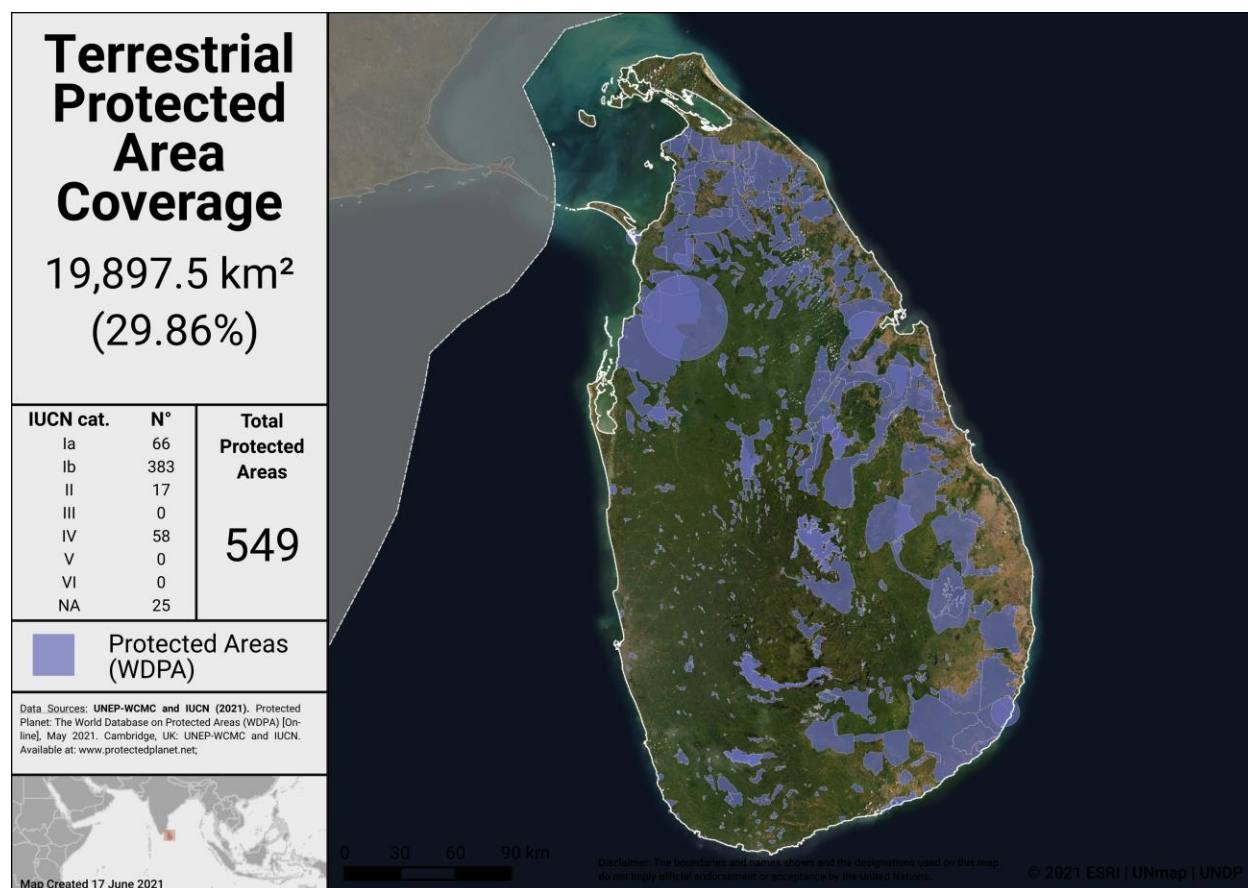 Terrestrial
Protected
Area
Coverage
19,897.5 km²
(29.86%)
IUCN cat. N°
Ia 66
Ib 383
II 17
III 0
IV 58
V 0
VI 0
NA 25
Total
Protected
Areas
549
Protected Areas
(WDPA)
Data Sources: UNEP-WCMC and IUCN (2021). Protected
Planet: The World Database on Protected Areas (WDPA) [On-
line], May 2021. Cambridge, UK: UNEP-WCMC and IUCN.
Available at: www.protectedplanet.net;
Map Created 17 June 2021
0 30 60 90 km
Disclaimer: The boundaries and names shown and the designations used on this map
do not imply official endorsement or acceptance by the United Nations.
© 2021 ESRI | UNmap | UNDP